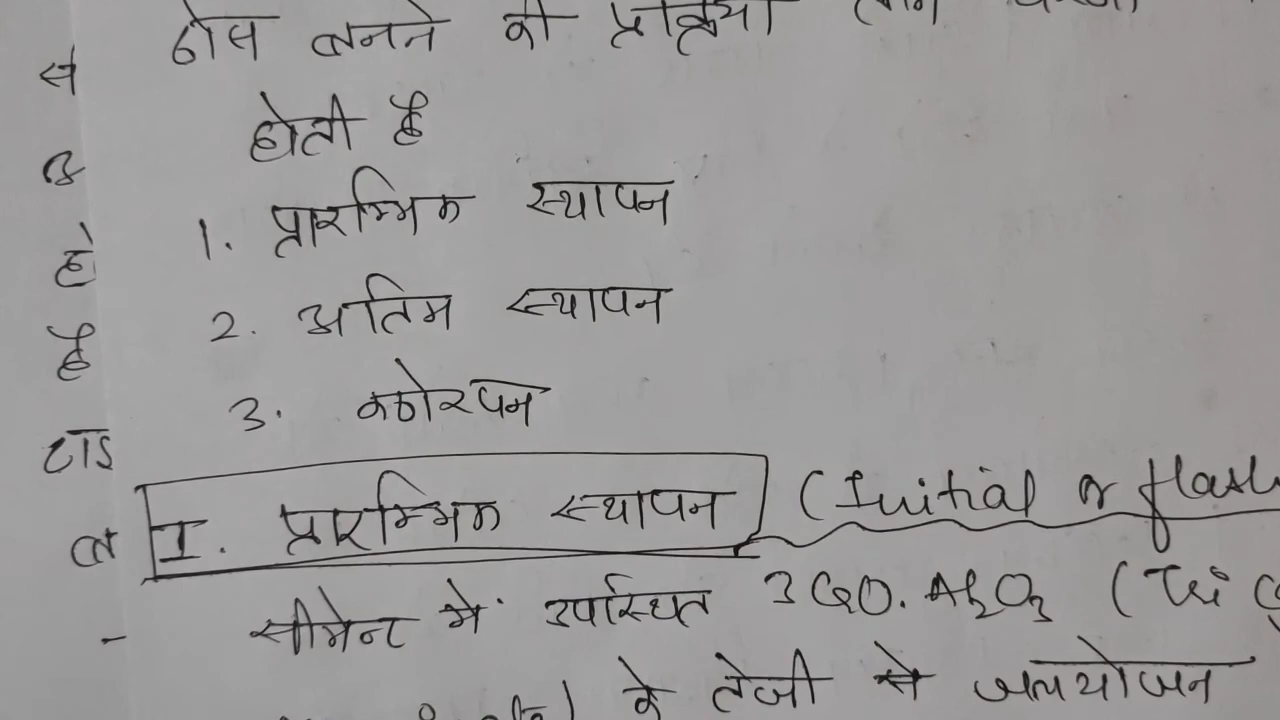 ठोस बनने की प्रक्रिया
होती है
1. प्रारम्भिक स्थापन
2. अतिम स्थापन
3. कठोरपन
I. प्रारम्भिक स्थापन (Initial or flash
सीमेन्ट में उपस्थित 3CaO.Al2O3 (Tri
के तेजी से जलयोजन